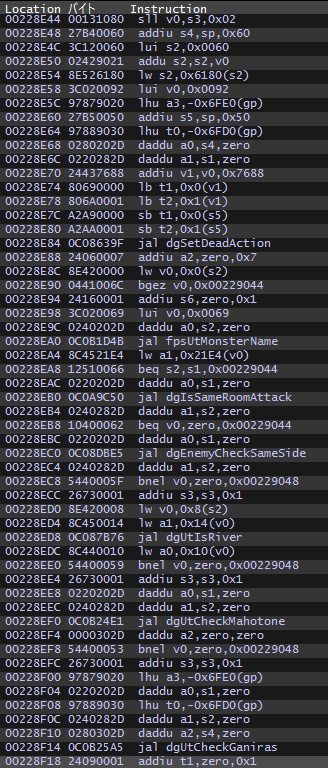 Location バイト Instruction
00228E44 00131080 sll v0,s3,0x02
00228E48 27B40060 addiu s4,sp,0x60
00228E4C 3C120060 lui s2,0x0060
00228E50 02429021 addu s2,s2,v0
00228E54 8E526180 lw s2,0x6180(s2)
00228E58 3C020092 lui v0,0x0092
00228E5C 97879020 lhu a3,-0x6FE0(gp)
00228E60 27B50050 addiu s5,sp,0x50
00228E64 97889030 lhu t0,-0x6FD0(gp)
00228E68 0280202D daddu a0,s4,zero
00228E6C 0220282D daddu a1,s1,zero
00228E70 24437688 addiu v1,v0,0x7688
00228E74 80690000 lb t1,0x0(v1)
00228E78 806A0001 lb t2,0x1(v1)
00228E7C A2A90000 sb t1,0x0(s5)
00228E80 A2AA0001 sb t2,0x1(s5)
00228E84 0C08639F jal dgSetDeadAction
00228E88 24060007 addiu a2,zero,0x7
00228E8C 8E420000 lw v0,0x0(s2)
00228E90 0441006C bgez v0,0x00229044
00228E94 24160001 addiu s6,zero,0x1
00228E98 3C020069 lui v0,0x0069
00228E9C 0240202D daddu a0,s2,zero
00228EA0 0C0B1D4B jal fpsUtMonsterName
00228EA4 8C4521E4 lw a1,0x21E4(v0)
00228EA8 12510066 beq s2,s1,0x00229044
00228EAC 0220202D daddu a0,s1,zero
00228EB0 0C0A9C50 jal dgIsSameRoomAttack
00228EB4 0240282D daddu a1,s2,zero
00228EB8 10400062 beq v0,zero,0x00229044
00228EBC 0220202D daddu a0,s1,zero
00228EC0 0C08DBE5 jal dgEnemyCheckSameSide
00228EC4 0240282D daddu a1,s2,zero
00228EC8 5440005F bnel v0,zero,0x00229048
00228ECC 26730001 addiu s3,s3,0x1
00228ED0 8E420008 lw v0,0x8(s2)
00228ED4 8C450014 lw a1,0x14(v0)
00228ED8 0C087B76 jal dgUtIsRiver
00228EDC 8C440010 lw a0,0x10(v0)
00228EE0 54400059 bnel v0,zero,0x00229048
00228EE4 26730001 addiu s3,s3,0x1
00228EE8 0220202D daddu a0,s1,zero
00228EEC 0240282D daddu a1,s2,zero
00228EF0 0C0B24E1 jal dgUtCheckMahotone
00228EF4 0000302D daddu a2,zero,zero
00228EF8 54400053 bnel v0,zero,0x00229048
00228EFC 26730001 addiu s3,s3,0x1
00228F00 97879020 lhu a3,-0x6FE0(gp)
00228F04 0220202D daddu a0,s1,zero
00228F08 97889030 lhu t0,-0x6FD0(gp)
00228F0C 0240282D daddu a1,s2,zero
00228F10 0280302D daddu a2,s4,zero
00228F14 0C0B25A5 jal dgUtCheckGaniras
00228F18 24090001 addiu t1,zero,0x1